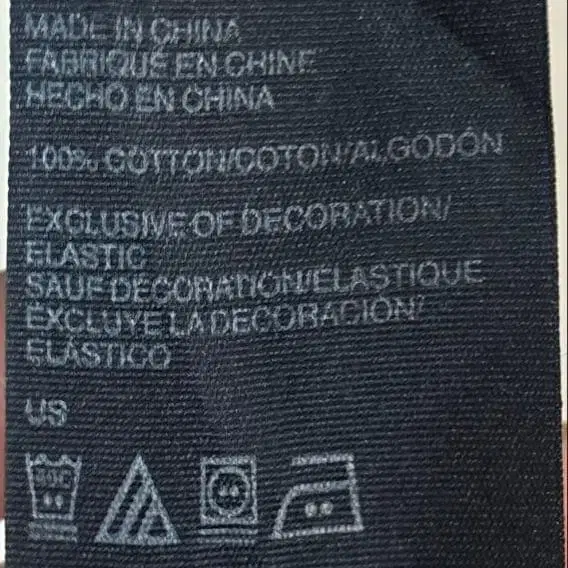 MADE IN CHINA
FABRIQUÉ EN CHINE
HECHO EN CHINA
100% COTTON/COTON/ALGODÓN
EXCLUSIVE OF DECORATION/
ELASTIC
SAUF DÉCORATION/ÉLASTIQUE
EXCLUYE LA DECORACIÓN/
ELÁSTICO
US